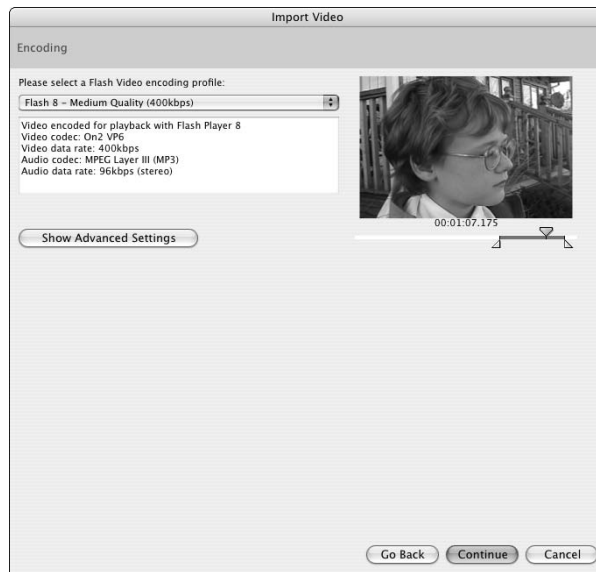 Import Video
Encoding
Please select a Flash Video encoding profile:
Flash 8 – Medium Quality (400kbps)
Video encoded for playback with Flash Player 8
Video codec: On2 VP6
Video data rate: 400kbps
Audio codec: MPEG Layer III (MP3)
Audio data rate: 96kbps (stereo)
00:01:07.175
Show Advanced Settings
Go Back
Continue
Cancel